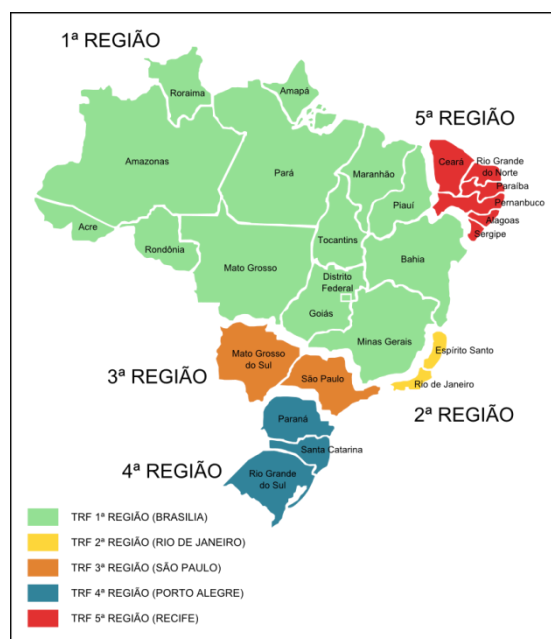 1ª REGIÃO
Roraima
Amapá
5ª REGIÃO
Ceará
Rio Grande
do Norte
Amazonas
Pará
Maranhão
Paraíba
Piauí
Pernambuco
Alagoas
Acre
Sergipe
Rondônia
Tocantins
Mato Grosso
Bahia
Distrito
Federal
Goiás
Minas Gerais
Espírito Santo
Mato Grosso
do Sul
3ª REGIÃO
São Paulo
Rio de Janeiro
2ª REGIÃO
Paraná
Santa Catarina
4ª REGIÃO
Rio Grande
do Sul
TRF 1ª REGIÃO (BRASILIA)
TRF 2ª REGIÃO (RIO DE JANEIRO)
TRF 3ª REGIÃO (SÃO PAULO)
TRF 4ª REGIÃO (PORTO ALEGRE)
TRF 5ª REGIÃO (RECIFE)